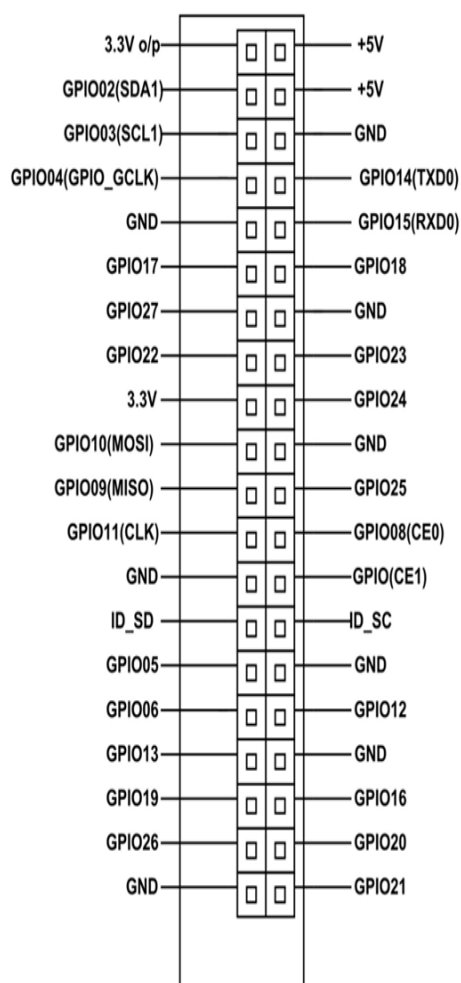 3.3V o/p +5V
GPIO02(SDA1) +5V
GPIO03(SCL1) GND
GPIO04(GPIO_GCLK) GPIO14(TXD0)
GND GPIO15(RXD0)
GPIO17 GPIO18
GPIO27 GND
GPIO22 GPIO23
3.3V GPIO24
GPIO10(MOSI) GND
GPIO09(MISO) GPIO25
GPIO11(CLK) GPIO08(CE0)
GND GPIO(CE1)
ID_SD ID_SC
GPIO05 GND
GPIO06 GPIO12
GPIO13 GND
GPIO19 GPIO16
GPIO26 GPIO20
GND GPIO21